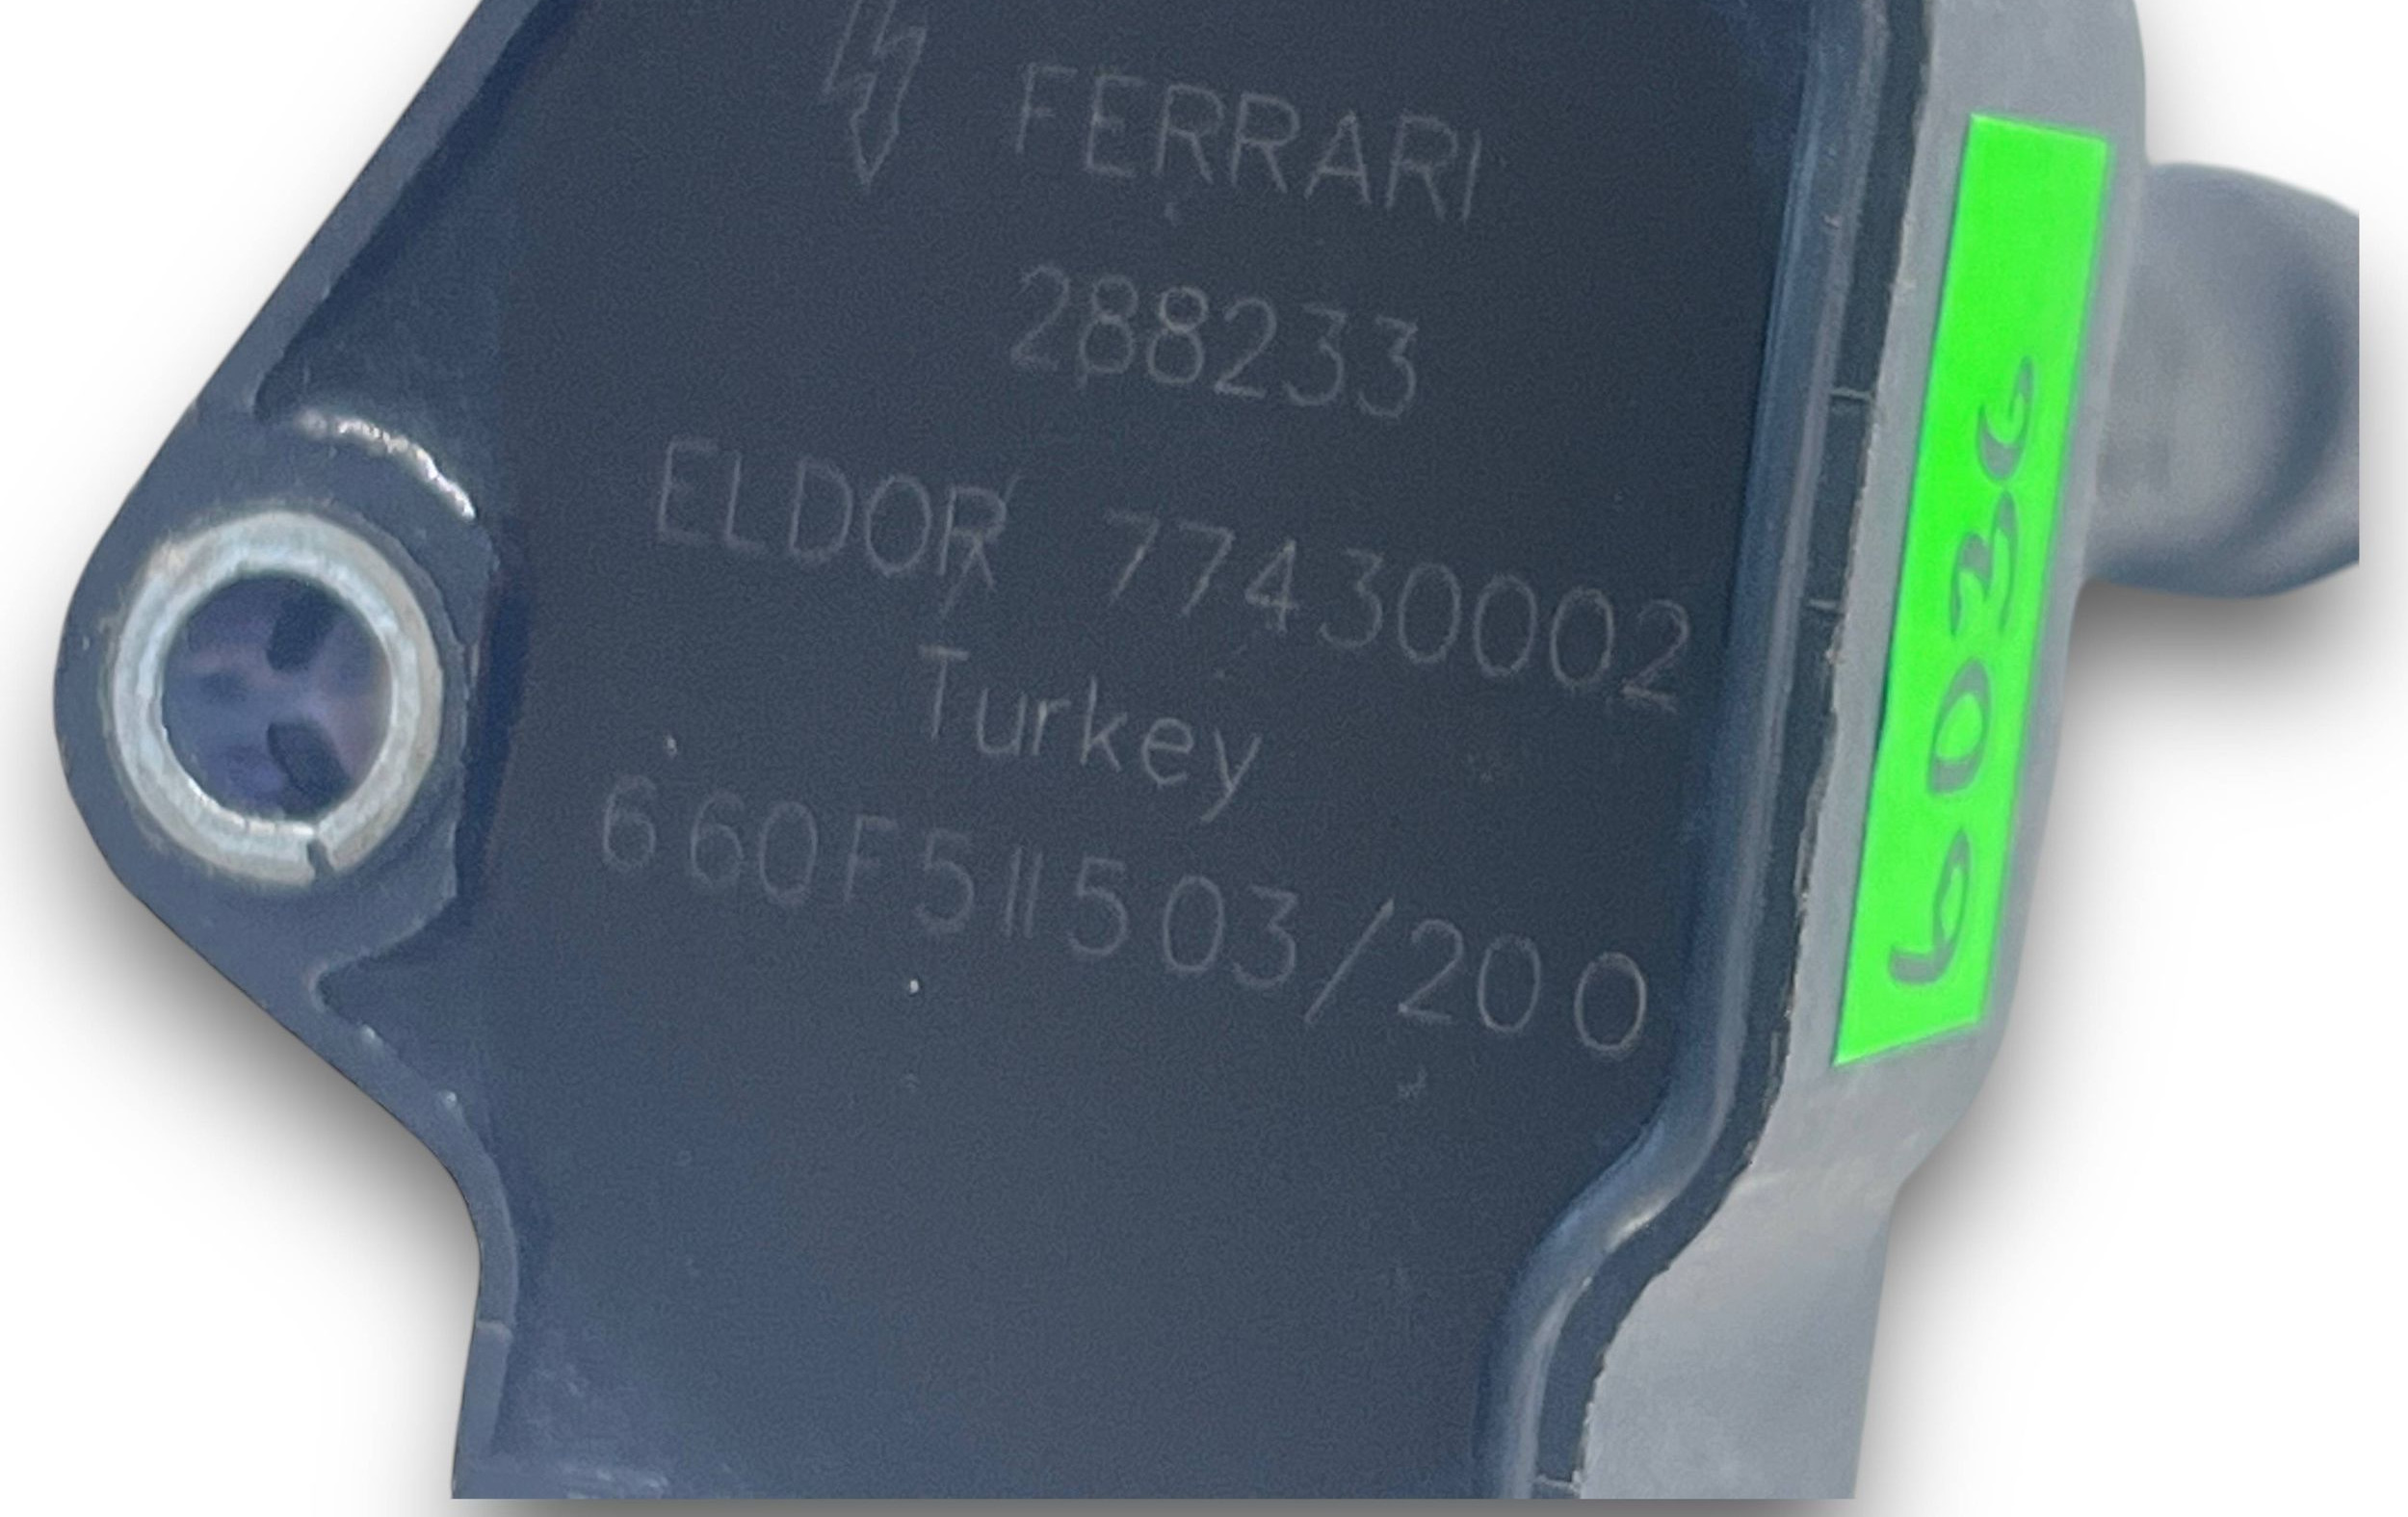 FERRARI
288233
ELDOR 77430002
Turkey
660F511503/200